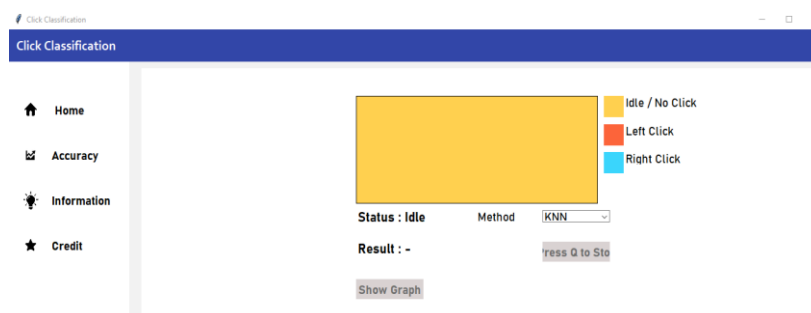 Click Classification
Click Classification
Home
Accuracy
Information
Credit
Idle / No Click
Left Click
Right Click
Status : Idle
Method
KNN
Result : -
Press Q to Sto
Show Graph